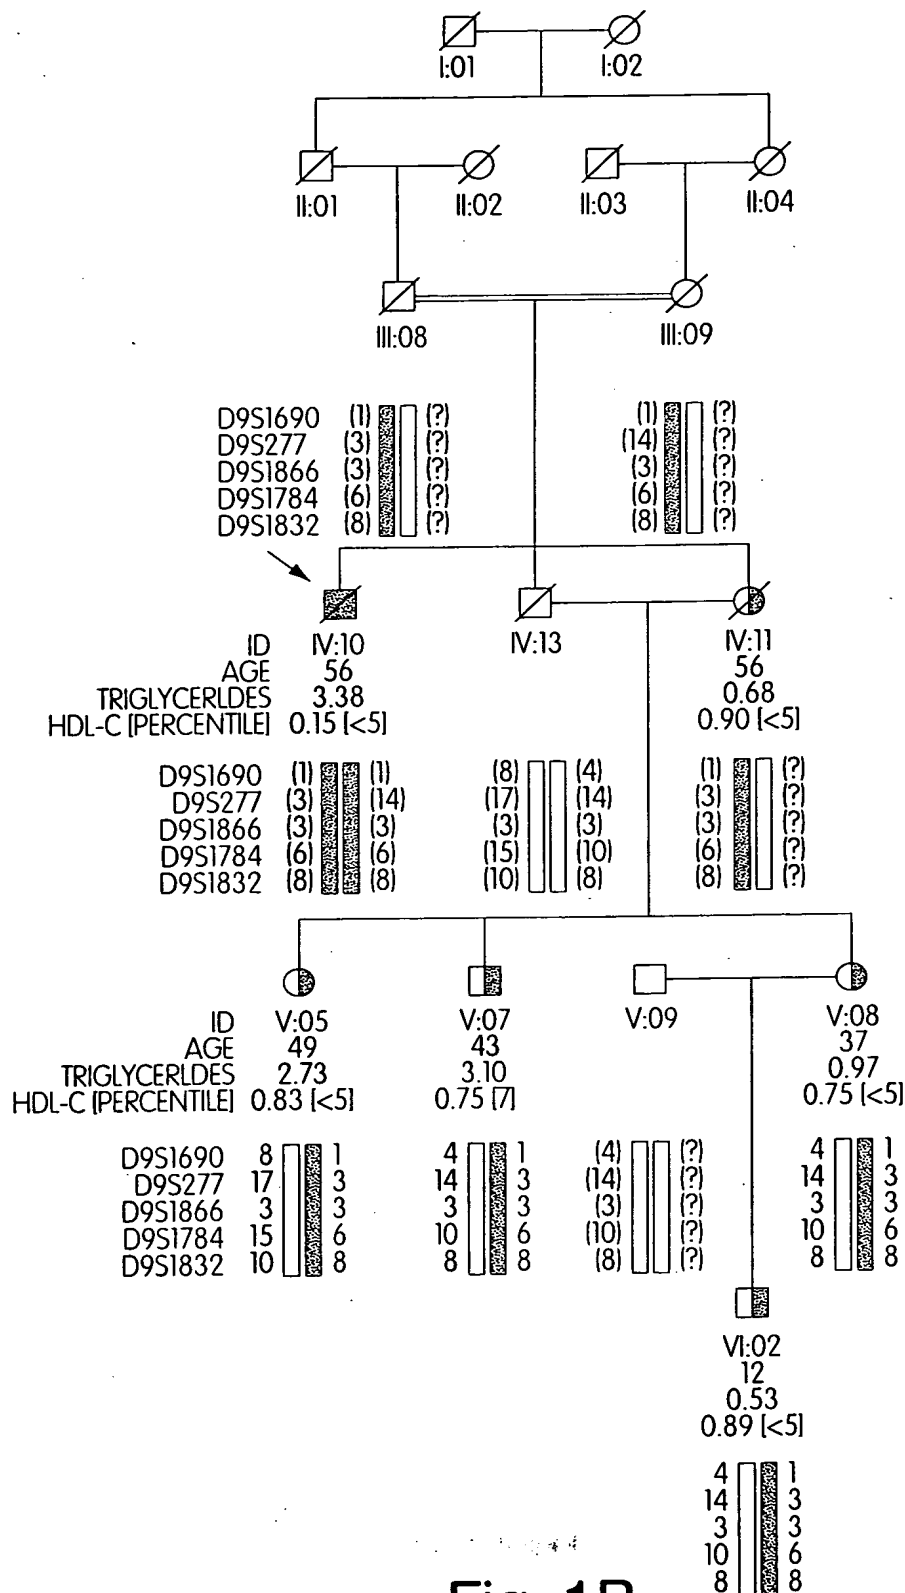 I:01 I:02
II:01 II:02 II:03 II:04
III:08 III:09
D9S1690 (1) (?) (1) (?)
D9S277 (3) (?) (14) (?)
D9S1866 (3) (?) (3) (?)
D9S1784 (6) (?) (6) (?)
D9S1832 (8) (?) (8) (?)
ID IV:10 IV:13 IV:11
AGE 56 56
TRIGLYCERLDES 3.38 0.68
HDL-C [PERCENTILE] 0.15 [<5] 0.90 [<5]
D9S1690 (1) (1) (8) (4) (1) (?)
D9S277 (3) (14) (17) (14) (3) (?)
D9S1866 (3) (3) (3) (3) (3) (?)
D9S1784 (6) (6) (15) (10) (6) (?)
D9S1832 (8) (8) (10) (8) (8) (?)
ID V:05 V:07 V:09 V:08
AGE 49 43 37
TRIGLYCERLDES 2.73 3.10 0.97
HDL-C [PERCENTILE] 0.83 [<5] 0.75 [7] 0.75 [<5]
D9S1690 8 1 4 1 (4) (?) 4 1
D9S277 17 3 14 3 (14) (?) 14 3
D9S1866 3 3 3 3 (3) (?) 3 3
D9S1784 15 6 10 6 (10) (?) 10 6
D9S1832 10 8 8 8 (8) (?) 8 8
VI:02
12
0.53
0.89 [<5]
4 1
14 3
3 3
10 6
8 8